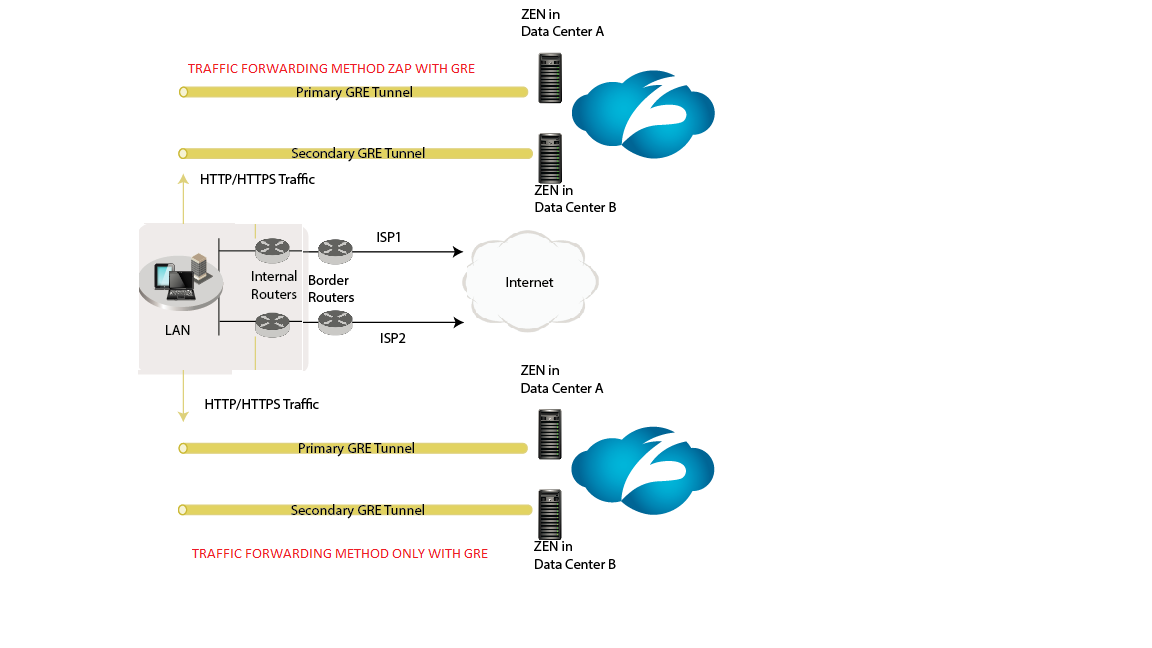 ZEN in
Data Center A
TRAFFIC FORWARDING METHOD ZAP WITH GRE
Primary GRE Tunnel
Secondary GRE Tunnel
HTTP/HTTPS Traffic
ZEN in
Data Center B
ISP1
Internal
Routers
Border
Routers
Internet
LAN
ISP2
ZEN in
Data Center A
HTTP/HTTPS Traffic
Primary GRE Tunnel
Secondary GRE Tunnel
TRAFFIC FORWARDING METHOD ONLY WITH GRE
ZEN in
Data Center B